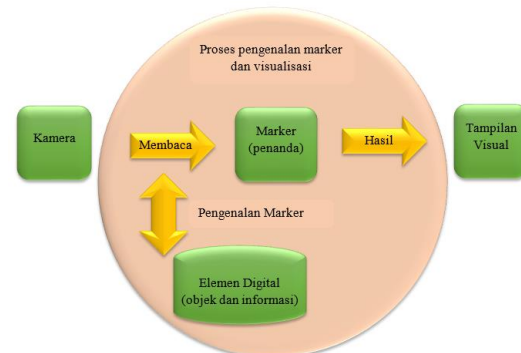 Proses pengenalan marker
dan visualisasi
Kamera
Membaca
Marker
(penanda)
Hasil
Tampilan
Visual
Pengenalan Marker
Elemen Digital
(objek dan informasi)